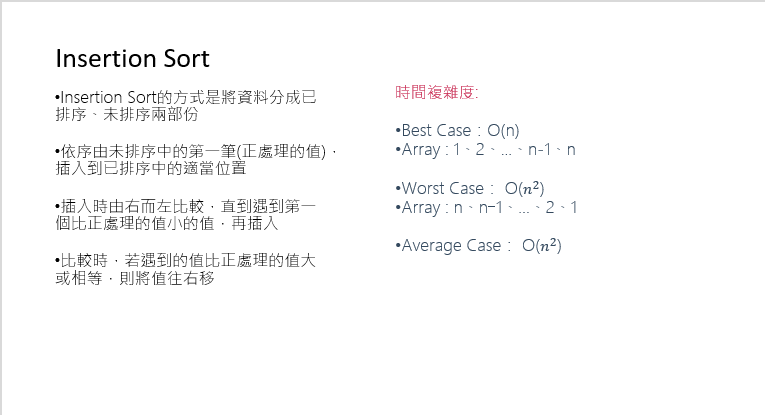 Insertion Sort
•Insertion Sort的方式是將資料分成已
排序、未排序兩部份
•依序由未排序中的第一筆(正處理的值)，
插入到已排序中的適當位置
•插入時由右而左比較，直到遇到第一
個比正處理的值小的值，再插入
•比較時，若遇到的值比正處理的值大
或相等，則將值往右移
時間複雜度:
•Best Case：O(n)
•Array : 1、2、…、n-1、n
•Worst Case： O(n²)
•Array : n、n−1、…、2、1
•Average Case： O(n²)